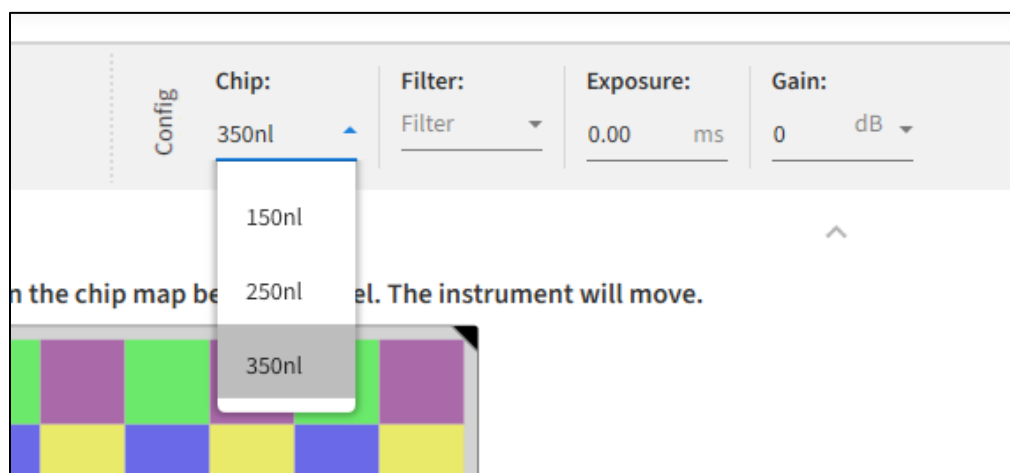 Config
Chip:
350nl
Filter:
Filter
Exposure:
0.00 ms
Gain:
0 dB
150nl
250nl
350nl
the chip map be
. The instrument will move.